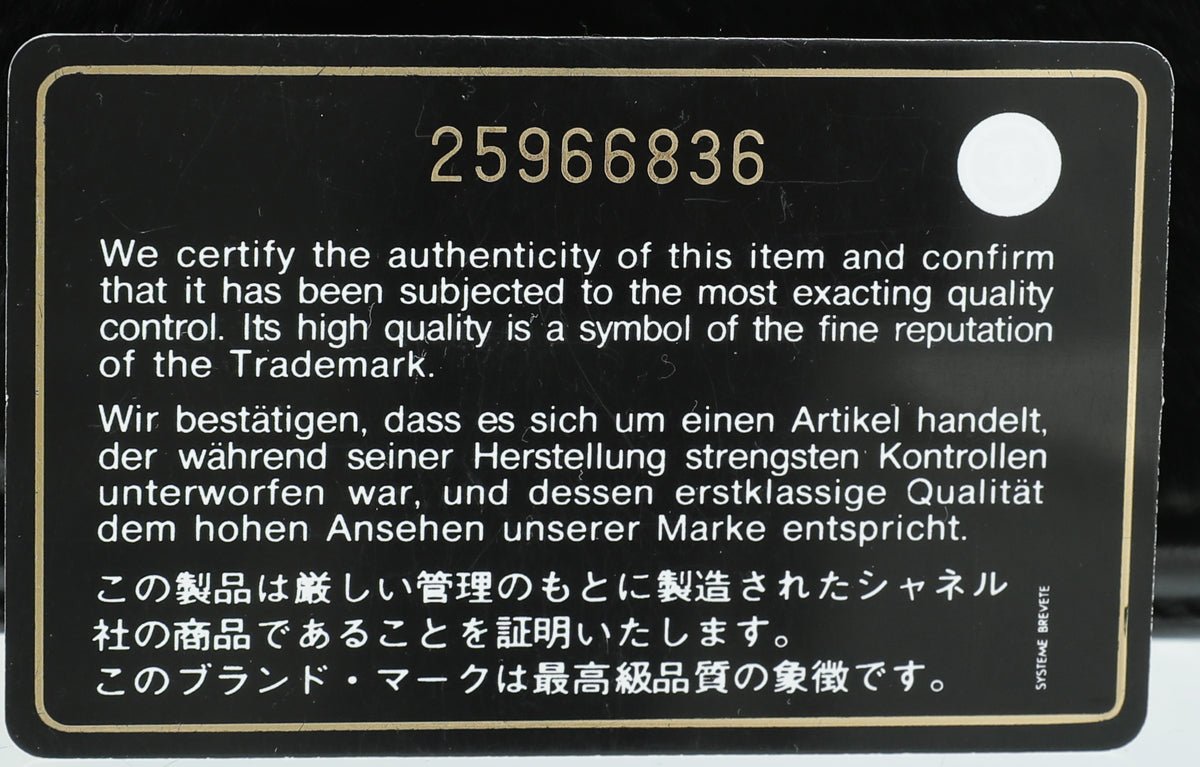 25966836
We certify the authenticity of this item and confirm
that it has been subjected to the most exacting quality
control. Its high quality is a symbol of the fine reputation
of the Trademark.
Wir bestätigen, dass es sich um einen Artikel handelt,
der während seiner Herstellung strengsten Kontrollen
unterworfen war, und dessen erstklassige Qualität
dem hohen Ansehen unserer Marke entspricht.
この製品は厳しい管理のもとに製造されたシャネル
社の商品であることを証明いたします。
このブランド・マークは最高級品質の象徴です。
SYSTEME BREVETE